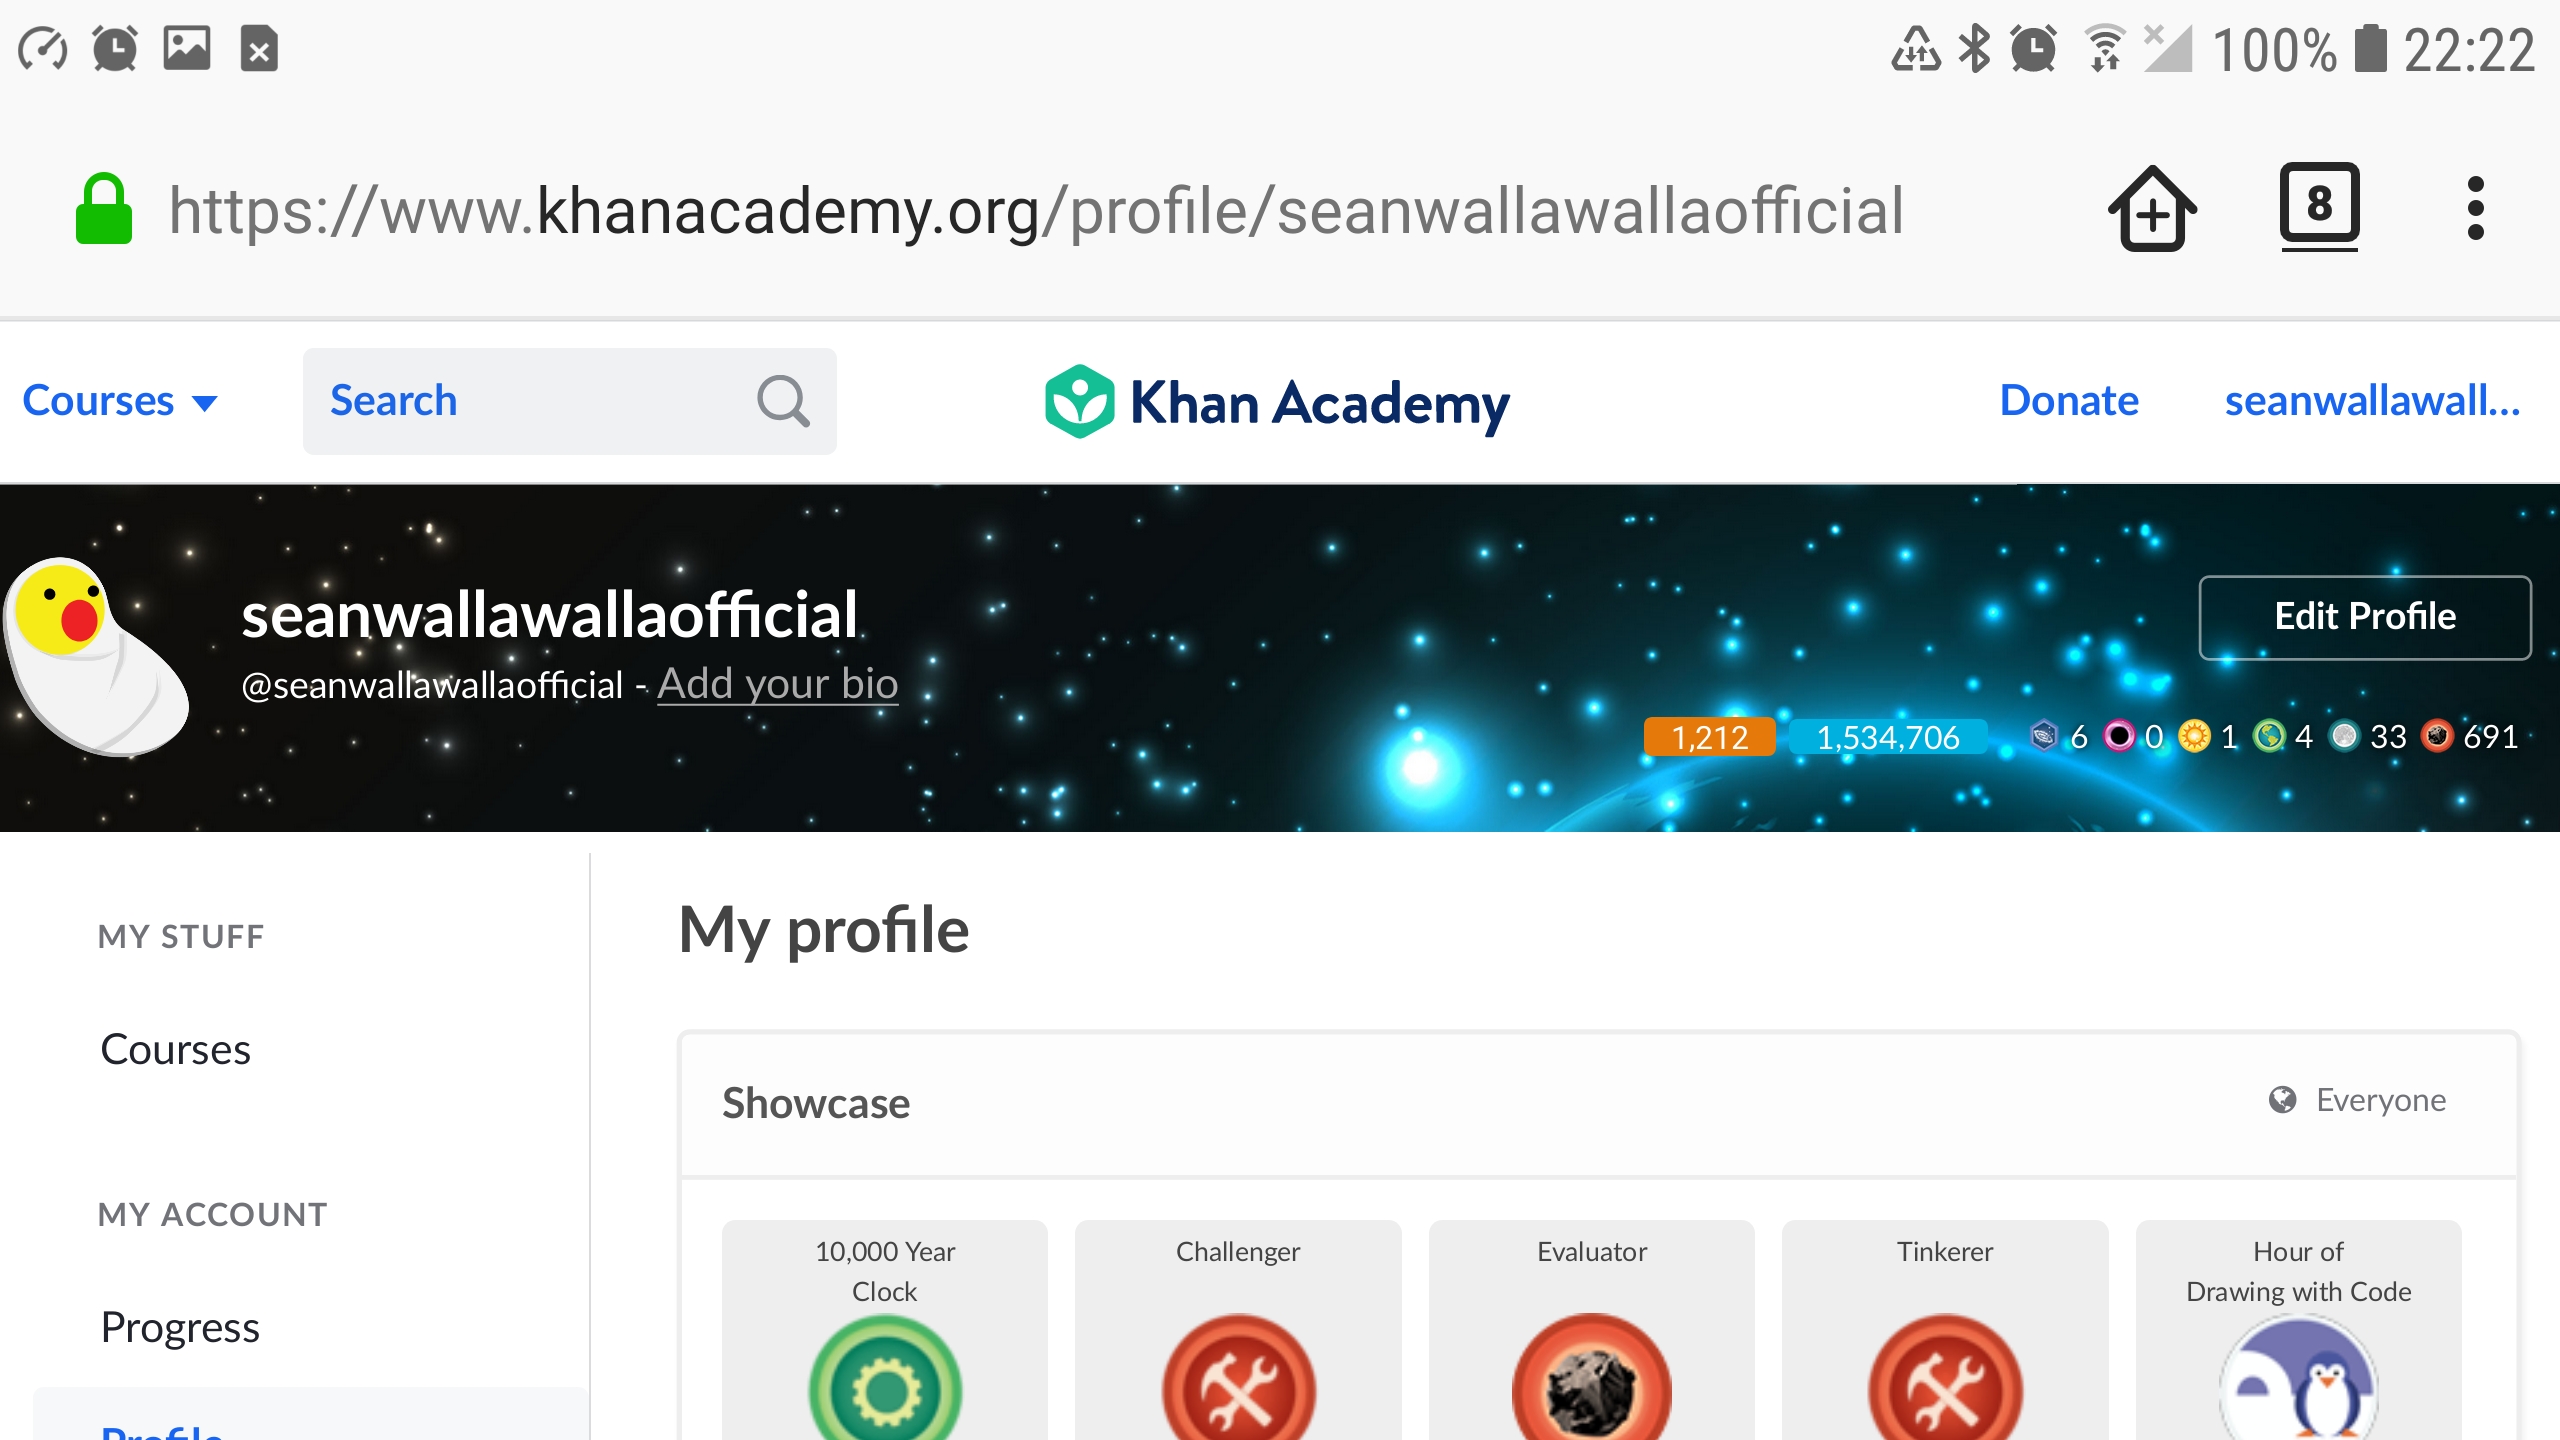 100% 22:22
https://www.khanacademy.org/profile/seanwallawallaofficial
8
Courses
Search
Khan Academy
Donate
seanwallawall...
seanwallawallaofficial
@seanwallawallaofficial - Add your bio
Edit Profile
1,212 1,534,706 6 0 1 4 33 691
MY STUFF
Courses
MY ACCOUNT
Progress
Profile
My profile
Showcase
Everyone
10,000 Year
Clock
Challenger
Evaluator
Tinkerer
Hour of
Drawing with Code